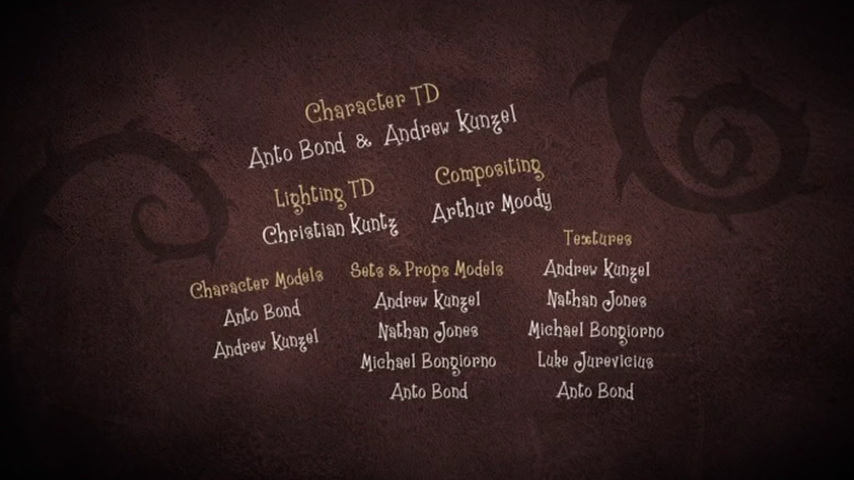 Character TD
Anto Bond & Andrew Kunzel
Lighting TD
Christian Kuntz
Compositing
Arthur Moody
Character Models
Anto Bond
Andrew Kunzel
Sets & Props Models
Andrew Kunzel
Nathan Jones
Michael Bongiorno
Anto Bond
Textures
Andrew Kunzel
Nathan Jones
Michael Bongiorno
Luke Jurevicius
Anto Bond